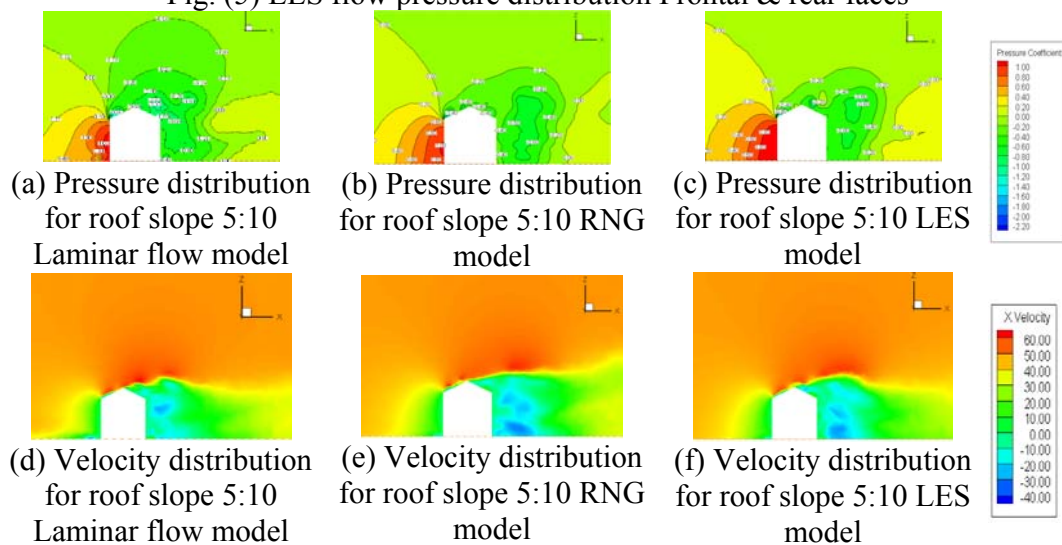 Fig. (5) LES flow pressure distribution Frontal & rear faces
Z
X
X
X
Pressure Coefficient
1.00
0.80
0.60
0.40
0.20
0.00
-0.20
-0.40
-0.60
-0.80
-1.00
-1.20
-1.40
-1.60
-1.80
-2.00
-2.20
(a) Pressure distribution
for roof slope 5:10
Laminar flow model
(b) Pressure distribution
for roof slope 5:10 RNG
model
(c) Pressure distribution
for roof slope 5:10 LES
model
Z
X
Z
X
Z
X
X Velocity
60.00
50.00
40.00
30.00
20.00
10.00
0.00
-10.00
-20.00
-30.00
-40.00
(d) Velocity distribution
for roof slope 5:10
Laminar flow model
(e) Velocity distribution
for roof slope 5:10 RNG
model
(f) Velocity distribution
for roof slope 5:10 LES
model